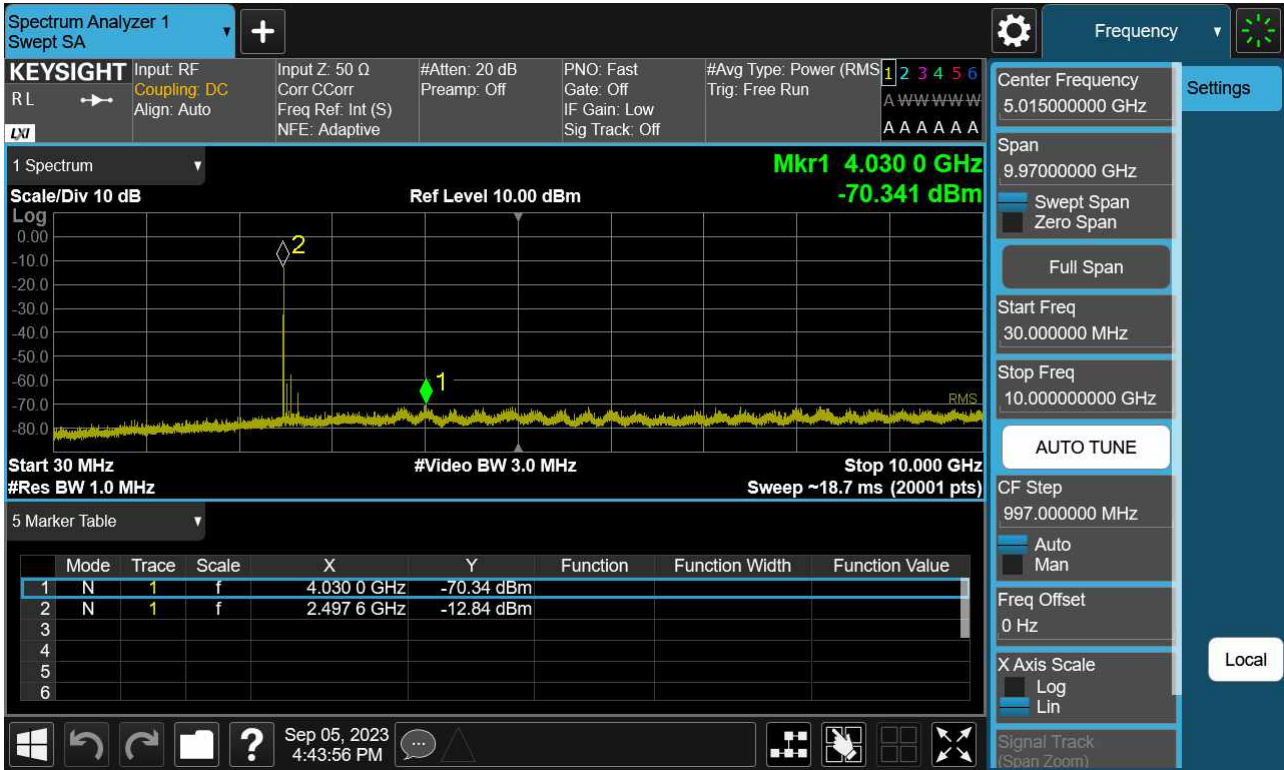 Spectrum Analyzer 1
Swept SA
+
Frequency
KEYSIGHT
R L
LXI
Input: RF
Coupling: DC
Align: Auto
Input Z: 50 Ω
Corr CCorr
Freq Ref: Int (S)
NFE: Adaptive
#Atten: 20 dB
Preamp: Off
PNO: Fast
Gate: Off
IF Gain: Low
Sig Track: Off
#Avg Type: Power (RMS
Trig: Free Run
1 2 3 4 5 6
A W W W W W
A A A A A A
1 Spectrum
Scale/Div 10 dB
Ref Level 10.00 dBm
Mkr1 4.030 0 GHz
-70.341 dBm
Log
0.00
-10.0
-20.0
-30.0
-40.0
-50.0
-60.0
-70.0
-80.0
2
1
RMS
Start 30 MHz
#Video BW 3.0 MHz
Stop 10.000 GHz
#Res BW 1.0 MHz
Sweep ~18.7 ms (20001 pts)
5 Marker Table
Mode Trace Scale X Y Function Function Width Function Value
1 N 1 f 4.030 0 GHz -70.34 dBm
2 N 1 f 2.497 6 GHz -12.84 dBm
3
4
5
6
?
Sep 05, 2023
4:43:56 PM
Center Frequency
5.015000000 GHz
Span
9.97000000 GHz
Swept Span
Zero Span
Full Span
Start Freq
30.000000 MHz
Stop Freq
10.000000000 GHz
AUTO TUNE
CF Step
997.000000 MHz
Auto
Man
Freq Offset
0 Hz
X Axis Scale
Log
Lin
Signal Track
(Span Zoom)
Settings
Local